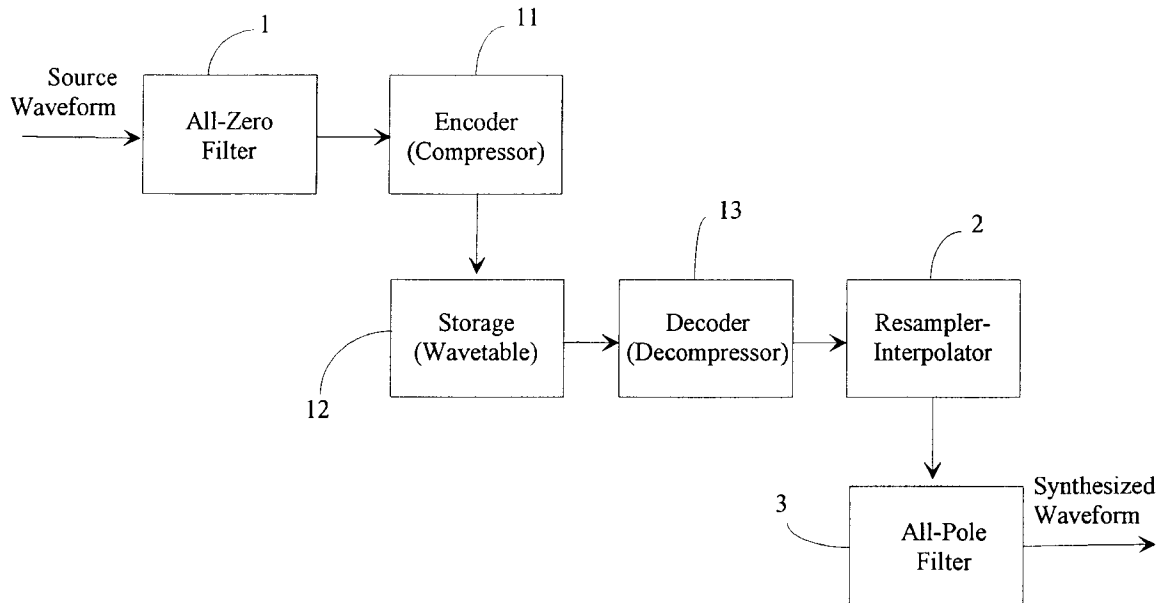 1
11
Source
Waveform
All-Zero
Filter
Encoder
(Compressor)
13
2
Storage
(Wavetable)
Decoder
(Decompressor)
Resampler-
Interpolator
12
3
All-Pole
Filter
Synthesized
Waveform